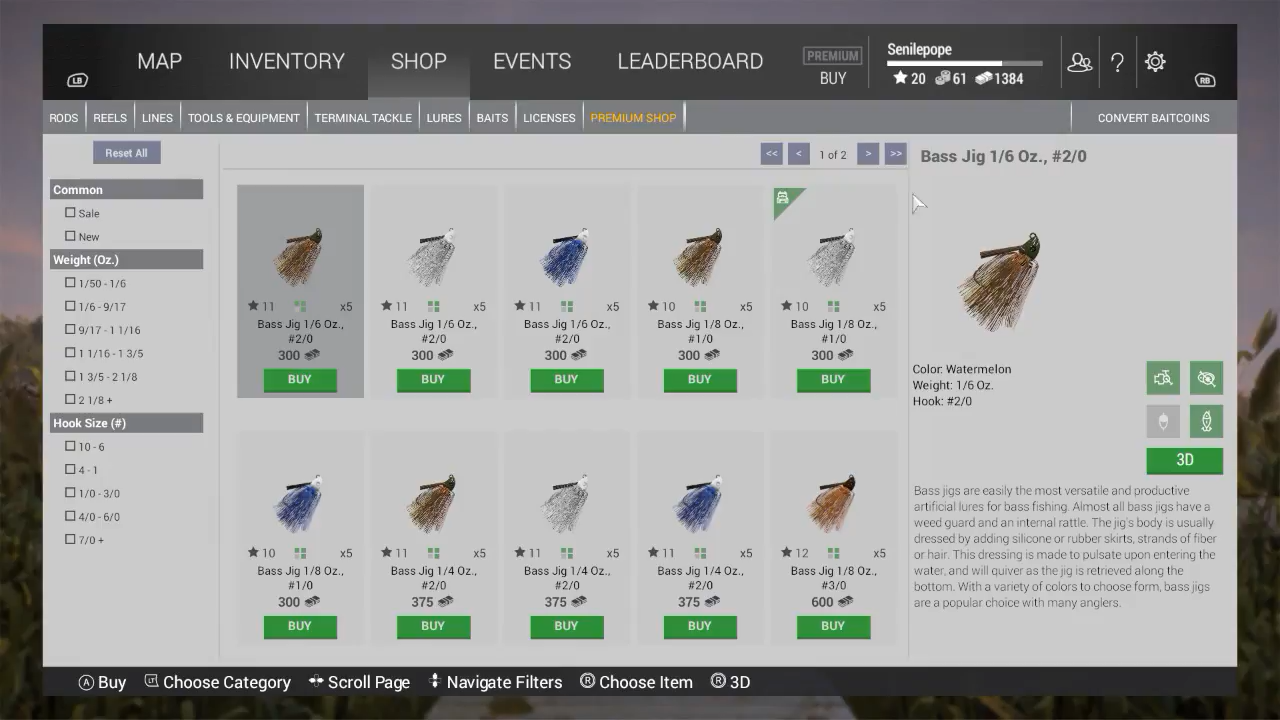 LB
MAP
INVENTORY
SHOP
EVENTS
LEADERBOARD
PREMIUM
BUY
Senilepope
20 61 1384
?
RB
RODS
REELS
LINES
TOOLS & EQUIPMENT
TERMINAL TACKLE
LURES
BAITS
LICENSES
PREMIUM SHOP
CONVERT BAITCOINS
Reset All
Common
Sale
New
Weight (Oz.)
1/50 - 1/6
1/6 - 9/17
9/17 - 1 1/16
1 1/16 - 1 3/5
1 3/5 - 2 1/8
2 1/8 +
Hook Size (#)
10 - 6
4 - 1
1/0 - 3/0
4/0 - 6/0
7/0 +
<< < 1 of 2 > >>
11 x5
Bass Jig 1/6 Oz.,
#2/0
300
BUY
11 x5
Bass Jig 1/6 Oz.,
#2/0
300
BUY
11 x5
Bass Jig 1/6 Oz.,
#2/0
300
BUY
10 x5
Bass Jig 1/8 Oz.,
#1/0
300
BUY
10 x5
Bass Jig 1/8 Oz.,
#1/0
300
BUY
10 x5
Bass Jig 1/8 Oz.,
#1/0
300
BUY
11 x5
Bass Jig 1/4 Oz.,
#2/0
375
BUY
11 x5
Bass Jig 1/4 Oz.,
#2/0
375
BUY
11 x5
Bass Jig 1/4 Oz.,
#2/0
375
BUY
12 x5
Bass Jig 1/8 Oz.,
#3/0
600
BUY
Bass Jig 1/6 Oz., #2/0
Color: Watermelon
Weight: 1/6 Oz.
Hook: #2/0
3D
Bass jigs are easily the most versatile and productive
artificial lures for bass fishing. Almost all bass jigs have a
weed guard and an internal rattle. The jig's body is usually
dressed by adding silicone or rubber skirts, strands of fiber
or hair. This dressing is made to pulsate upon entering the
water, and will quiver as the jig is retrieved along the
bottom. With a variety of colors to choose form, bass jigs
are a popular choice with many anglers.
A Buy
LT Choose Category
Scroll Page
Navigate Filters
R Choose Item
R 3D